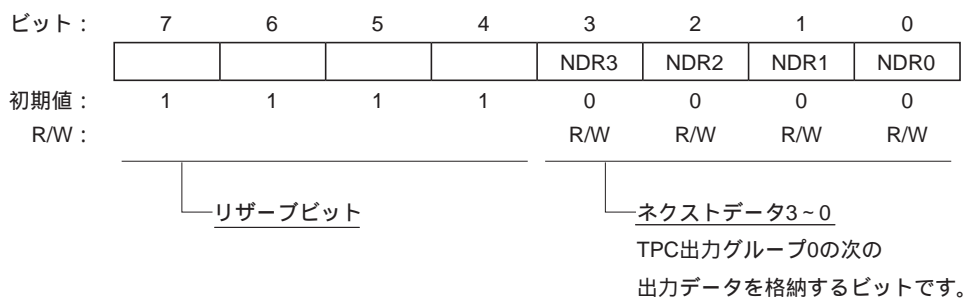 ビット： 7 6 5 4 3 2 1 0
NDR3 NDR2 NDR1 NDR0
初期値： 1 1 1 1 0 0 0 0
R/W： R/W R/W R/W R/W
リザーブビット
ネクストデータ3～0
TPC出力グループ0の次の
出力データを格納するビットです。